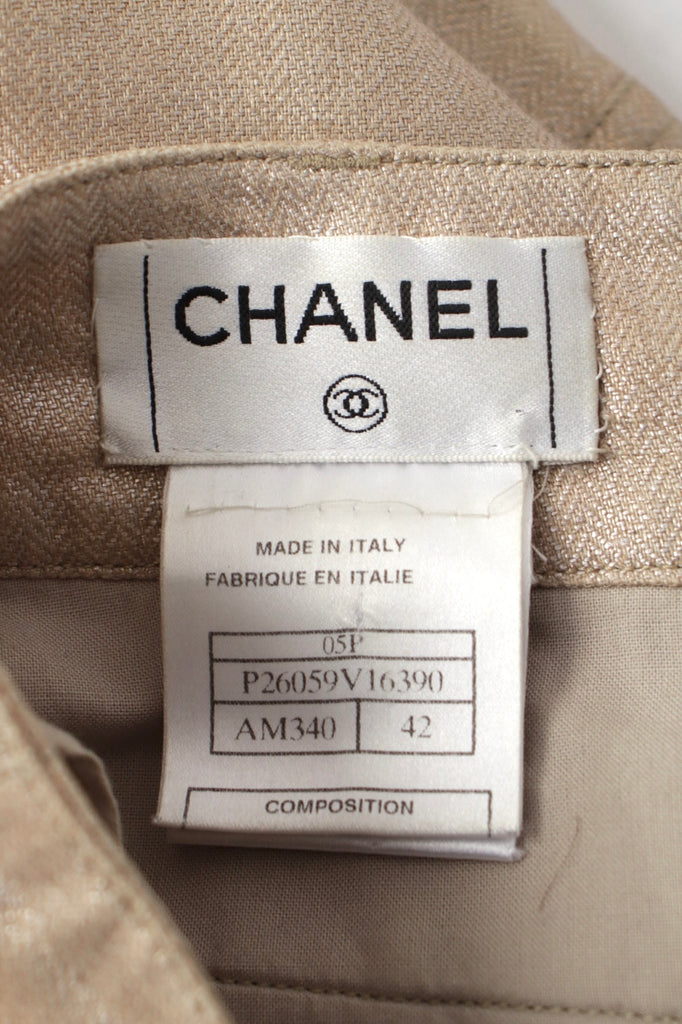 CHANEL
MADE IN ITALY
FABRIQUE EN ITALIE
05P
P26059V16390
AM340 42
COMPOSITION